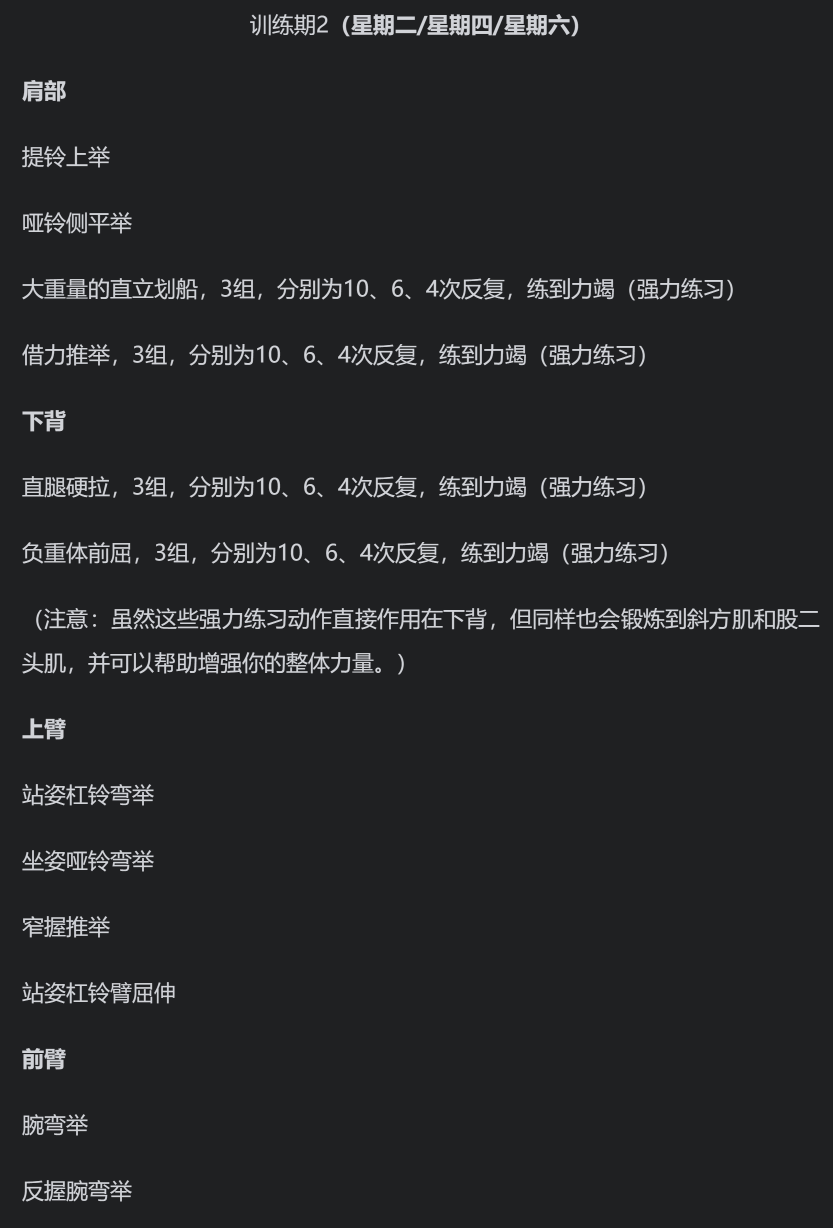 训练期2（星期二/星期四/星期六）
肩部
提铃上举
哑铃侧平举
大重量的直立划船，3组，分别为10、6、4次反复，练到力竭（强力练习）
借力推举，3组，分别为10、6、4次反复，练到力竭（强力练习）
下背
直腿硬拉，3组，分别为10、6、4次反复，练到力竭（强力练习）
负重体前屈，3组，分别为10、6、4次反复，练到力竭（强力练习）
（注意：虽然这些强力练习动作直接作用在下背，但同样也会锻炼到斜方肌和股二
头肌，并可以帮助增强你的整体力量。）
上臂
站姿杠铃弯举
坐姿哑铃弯举
窄握推举
站姿杠铃臂屈伸
前臂
腕弯举
反握腕弯举